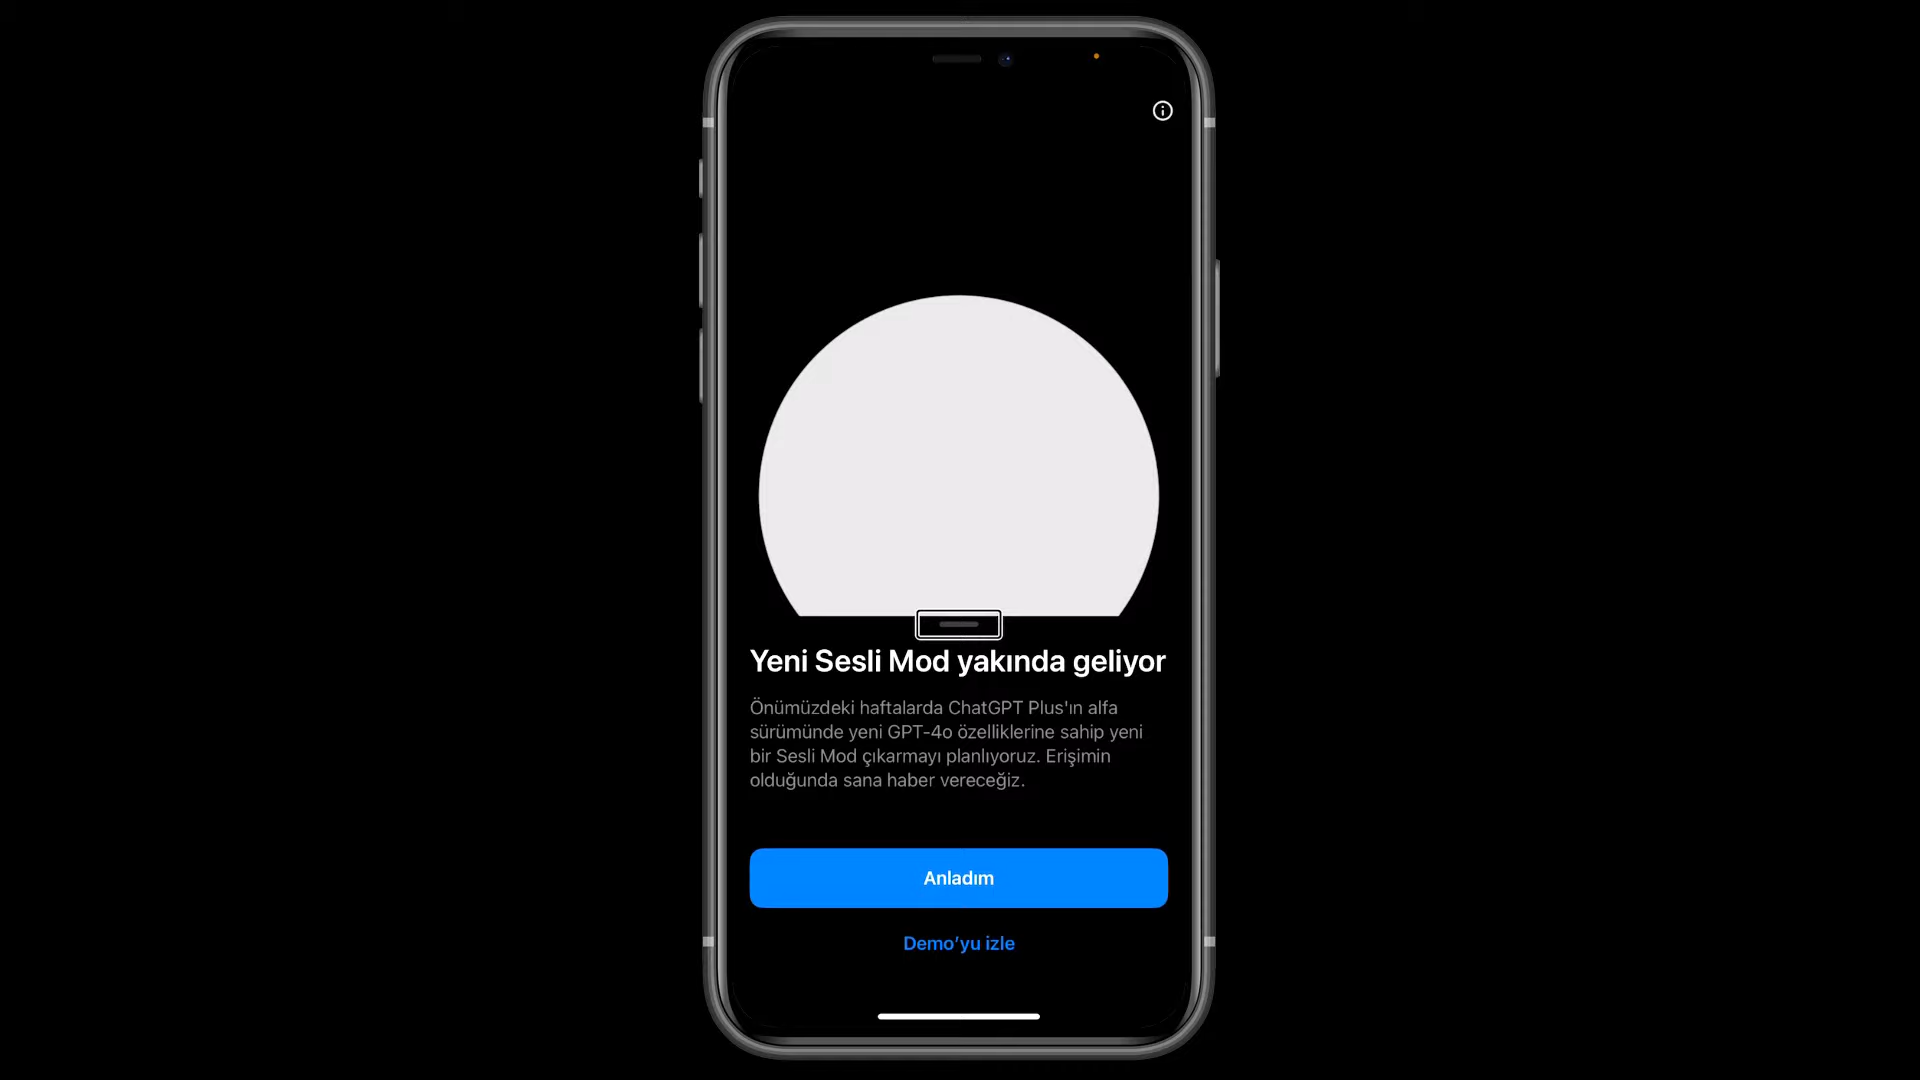 Yeni Sesli Mod yakında geliyor
Önümüzdeki haftalarda ChatGPT Plus'ın alfa
sürümünde yeni GPT-4o özelliklerine sahip yeni
bir Sesli Mod çıkarmayı planlıyoruz. Erişimin
olduğunda sana haber vereceğiz.
Anladım
Demo'yu izle